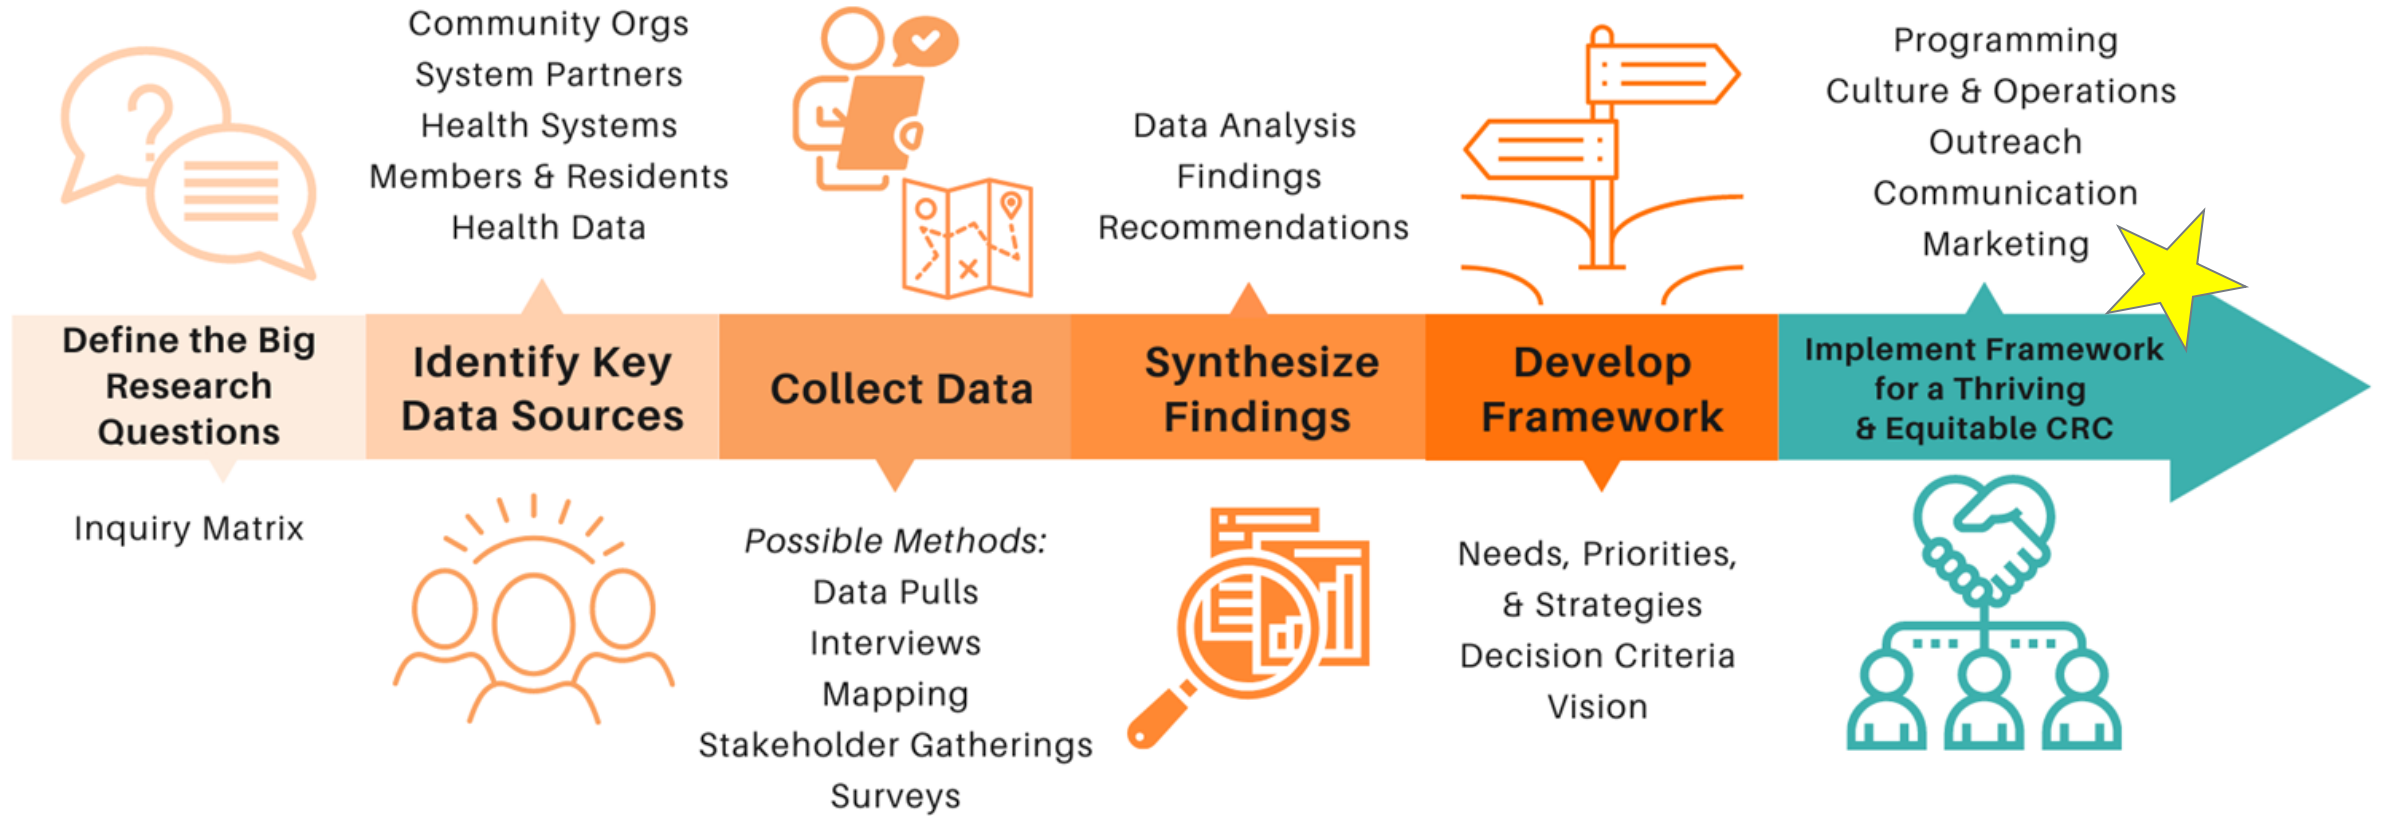 Community Orgs
System Partners
Health Systems
Members & Residents
Health Data
Data Analysis
Findings
Recommendations
Programming
Culture & Operations
Outreach
Communication
Marketing
Define the Big
Research
Questions
Identify Key
Data Sources
Collect Data
Synthesize
Findings
Develop
Framework
Implement Framework
for a Thriving
& Equitable CRC
Inquiry Matrix
Possible Methods:
Data Pulls
Interviews
Mapping
Stakeholder Gatherings
Surveys
Needs, Priorities,
& Strategies
Decision Criteria
Vision